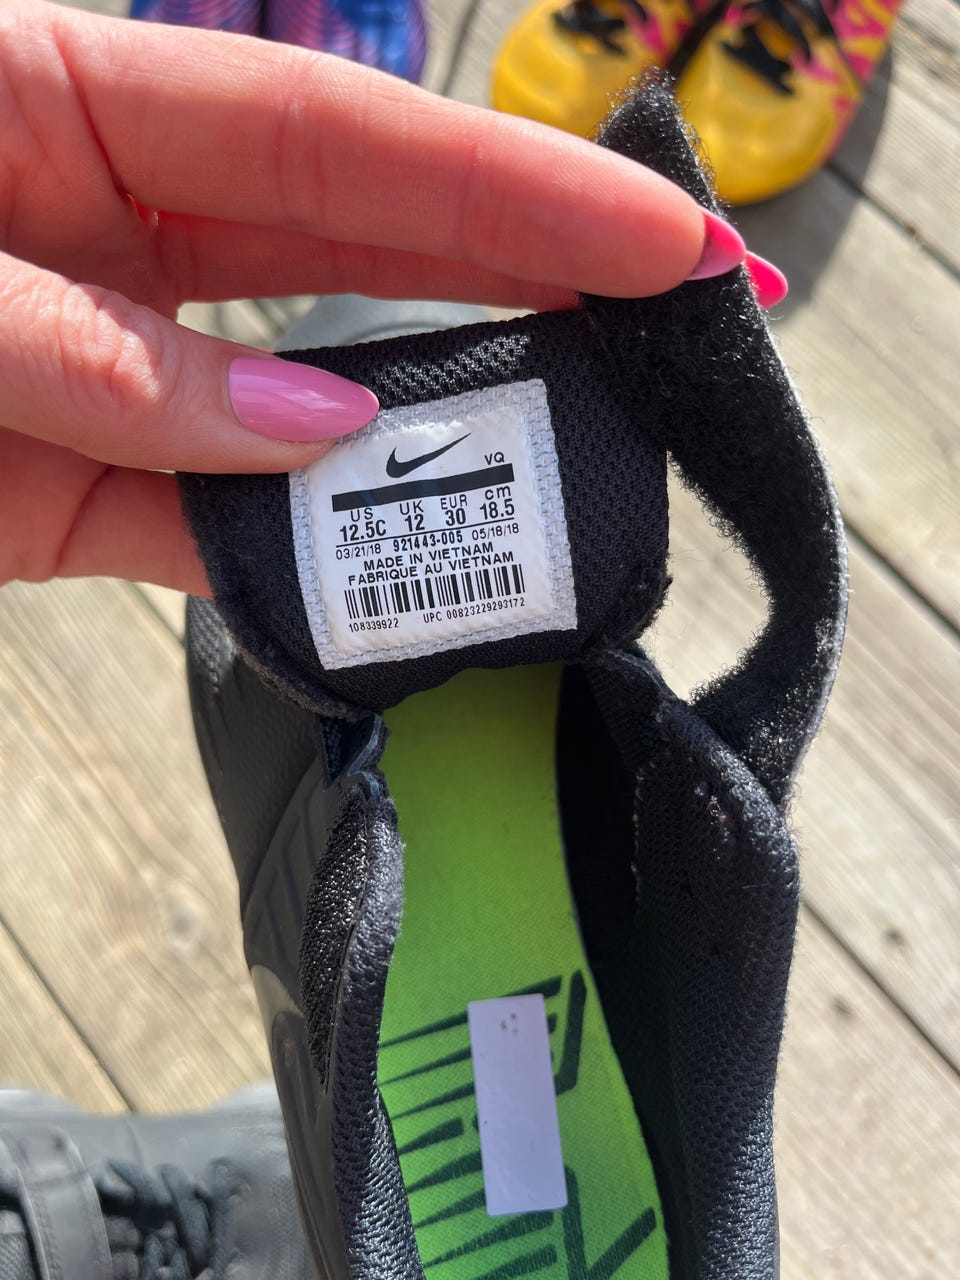 VQ
US UK EUR cm
12.5C 12 30 18.5
03/21/18 921443-005 05/18/18
MADE IN VIETNAM
FABRIQUE AU VIETNAM
108339922 UPC 00823229293172